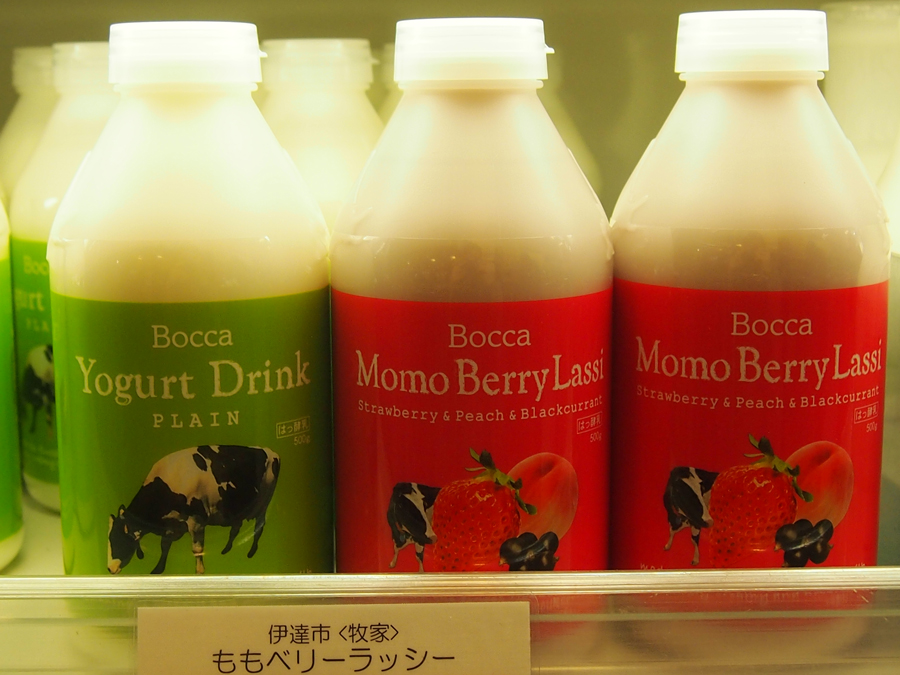 Bocca
Yogurt Drink
PLAIN
はっ酵乳
500g
Bocca
Momo Berry Lassi
Strawberry & Peach & Blackcurrant
はっ酵乳
500g
Bocca
Momo Berry Lassi
Strawberry & Peach & Blackcurrant
はっ酵乳
500g
伊達市〈牧家〉
ももベリーラッシー